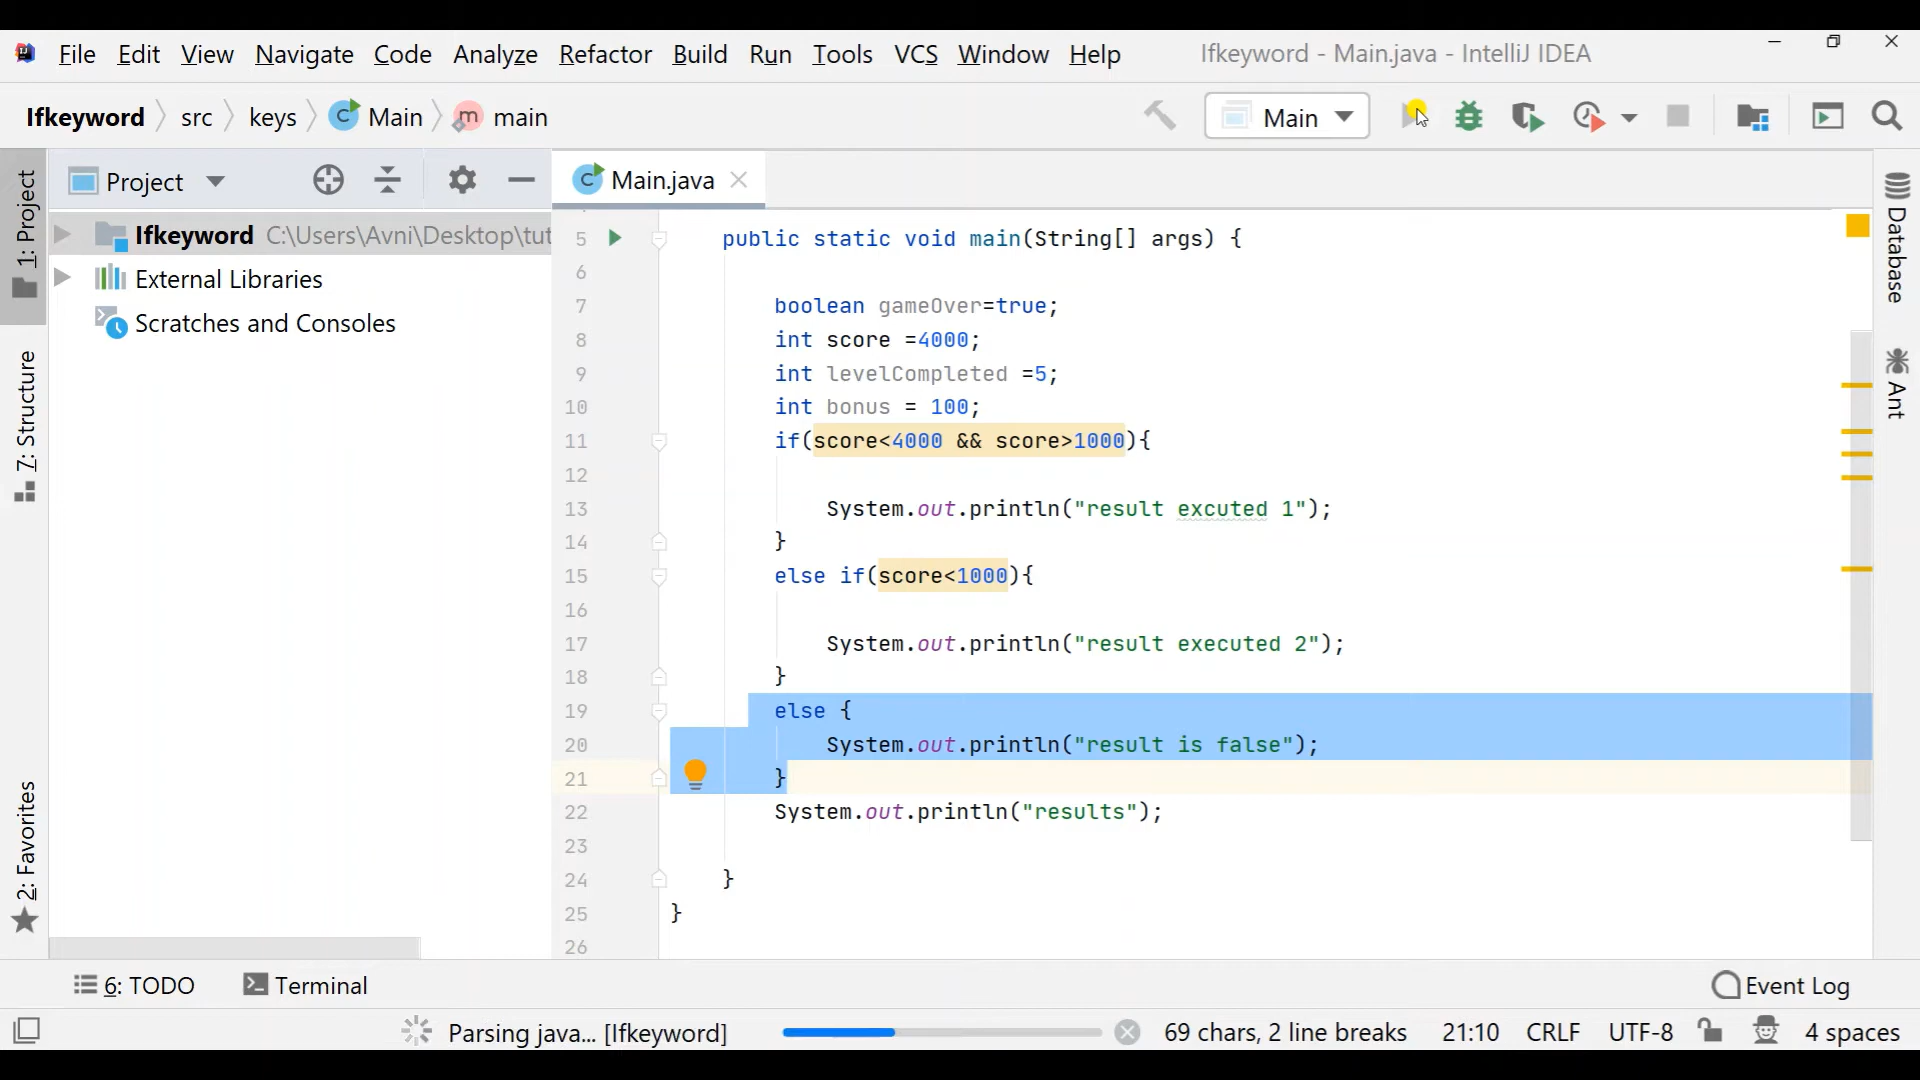 File Edit View Navigate Code Analyze Refactor Build Run Tools VCS Window Help Ifkeyword - Main.java - IntelliJ IDEA
Ifkeyword src keys C Main m main Main
1: Project
7: Structure
2: Favorites
Project
Ifkeyword C:\Users\Avni\Desktop\tut
External Libraries
Scratches and Consoles
C Main.java
5 public static void main(String[] args) {
6
7 boolean gameOver=true;
8 int score =4000;
9 int levelCompleted =5;
10 int bonus = 100;
11 if(score<4000 && score>1000){
12
13 System.out.println("result excuted 1");
14 }
15 else if(score<1000){
16
17 System.out.println("result executed 2");
18 }
19 else {
20 System.out.println("result is false");
21 }
22 System.out.println("results");
23
24 }
25 }
26
Database
Ant
6: TODO Terminal Event Log
Parsing java... [Ifkeyword] 69 chars, 2 line breaks 21:10 CRLF UTF-8 4 spaces